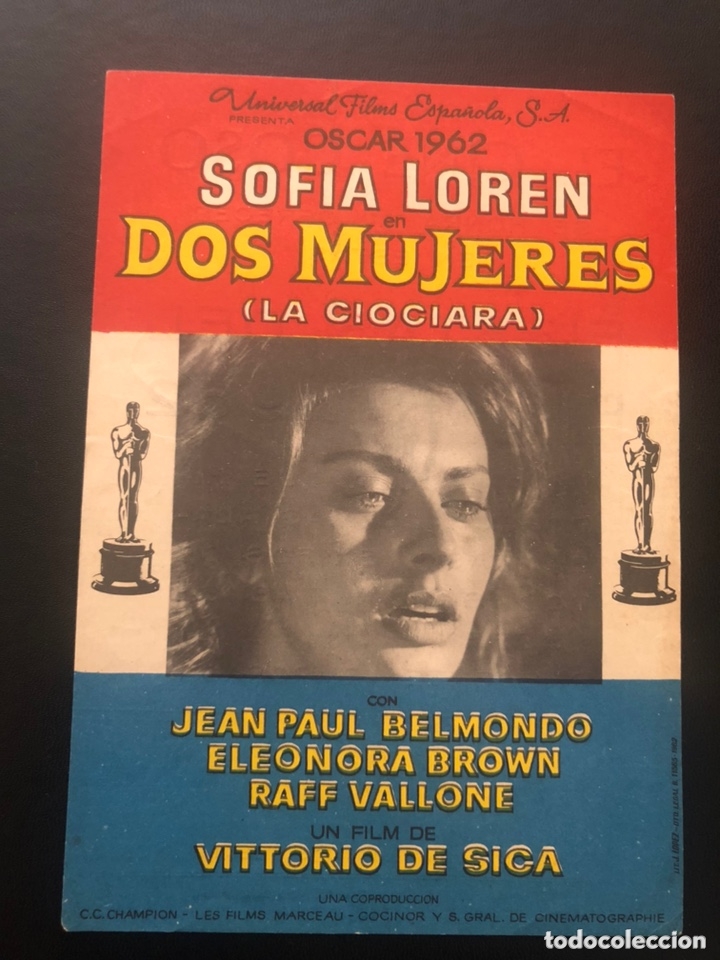 Universal Films Española, S.A.
PRESENTA
OSCAR 1962
SOFIA LOREN
en
DOS MUJERES
(LA CIOCIARA)
CON
JEAN PAUL BELMONDO
ELEONORA BROWN
RAFF VALLONE
UN FILM DE
VITTORIO DE SICA
UNA COPRODUCCION
C.C. CHAMPION - LES FILMS MARCEAU - COCINOR Y S. GRAL. DE CINEMATOGRAPHIE
todocoleccion